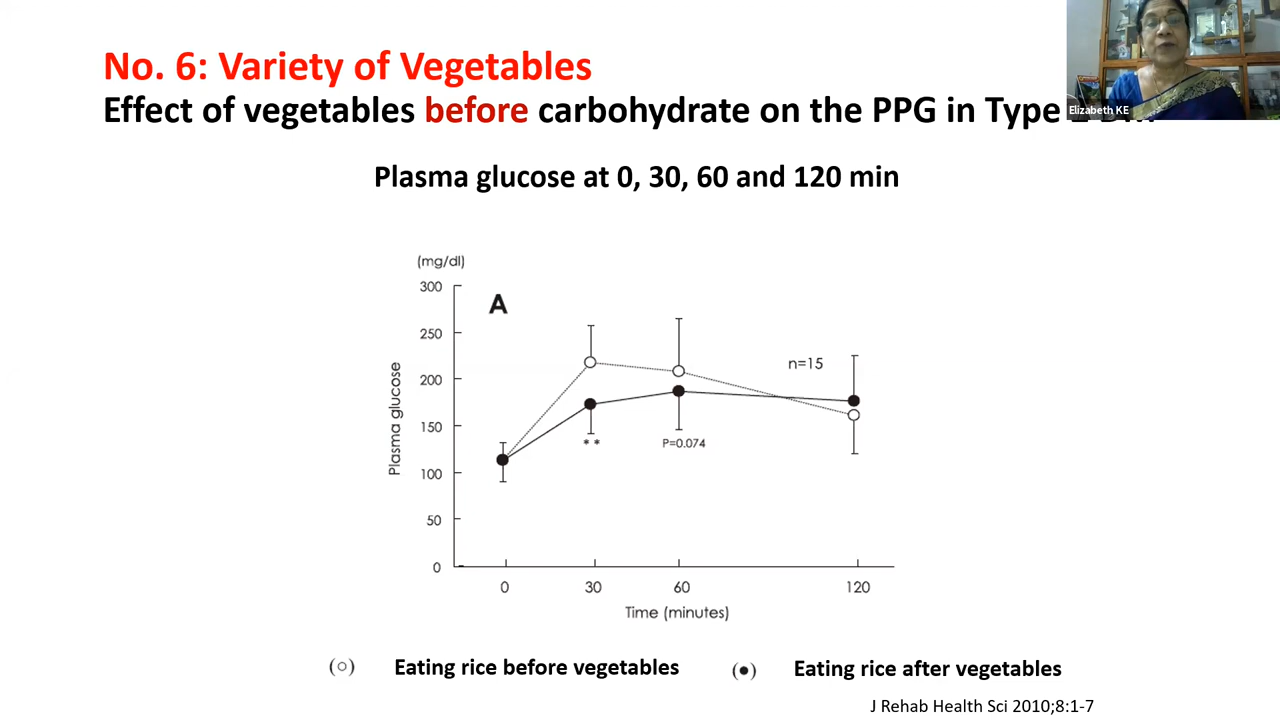 No. 6: Variety of Vegetables
Effect of vegetables before carbohydrate on the PPG in Type
Elizabeth KE
Plasma glucose at 0, 30, 60 and 120 min
(mg/dl)
300
A
250
n=15
200
150
**
P=0.074
100
50
0
Plasma glucose
0 30 60 120
Time (minutes)
(○) Eating rice before vegetables (●) Eating rice after vegetables
J Rehab Health Sci 2010;8:1-7